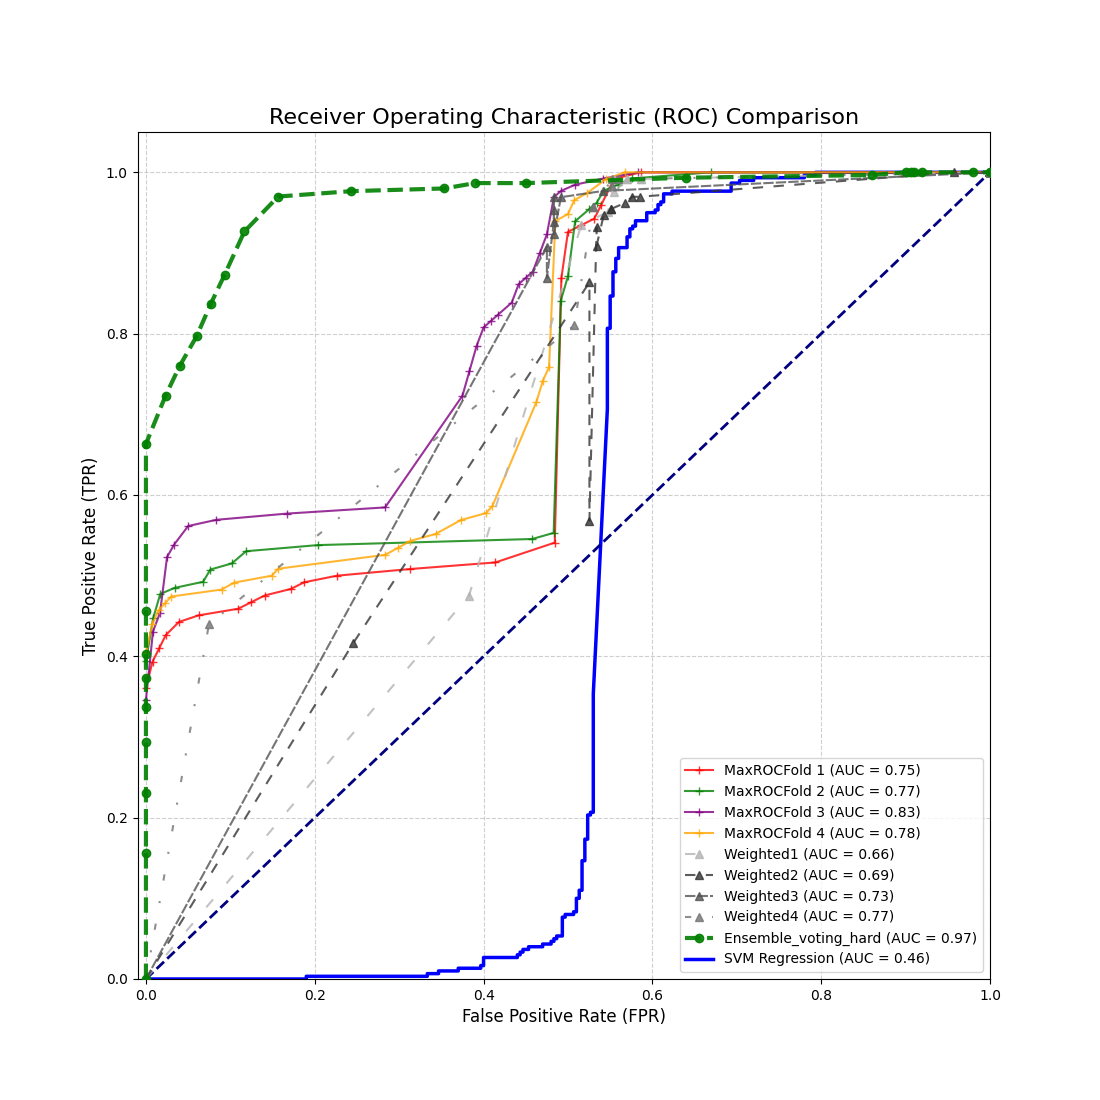 Receiver Operating Characteristic (ROC) Comparison
True Positive Rate (TPR)
1.0
0.8
0.6
0.4
0.2
0.0
MaxROCFold 1 (AUC = 0.75)
MaxROCFold 2 (AUC = 0.77)
MaxROCFold 3 (AUC = 0.83)
MaxROCFold 4 (AUC = 0.78)
Weighted1 (AUC = 0.66)
Weighted2 (AUC = 0.69)
Weighted3 (AUC = 0.73)
Weighted4 (AUC = 0.77)
Ensemble_voting_hard (AUC = 0.97)
SVM Regression (AUC = 0.46)
0.0 0.2 0.4 0.6 0.8 1.0
False Positive Rate (FPR)